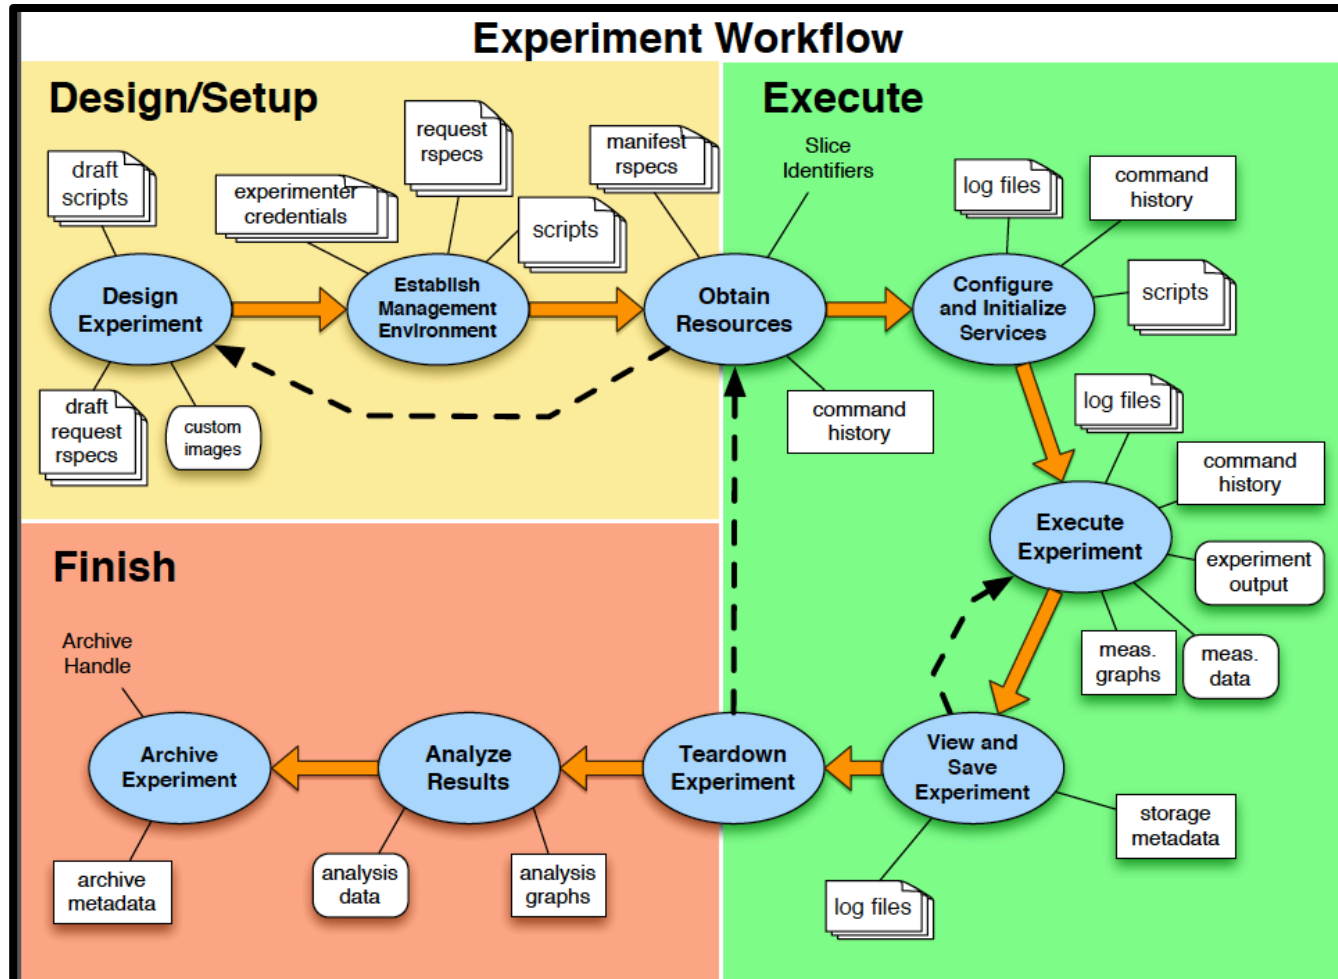 Experiment Workflow
Design/Setup
draft
scripts
experimenter
credentials
request
rspecs
scripts
manifest
rspecs
Design
Experiment
Establish
Management
Environment
Obtain
Resources
draft
request
rspecs
custom
images
Execute
Slice
Identifiers
log files
command
history
scripts
Configure
and Initialize
Services
command
history
log files
command
history
Execute
Experiment
experiment
output
meas.
graphs
meas.
data
View and
Save
Experiment
storage
metadata
log files
Finish
Teardown
Experiment
Analyze
Results
analysis
data
analysis
graphs
Archive
Handle
Archive
Experiment
archive
metadata